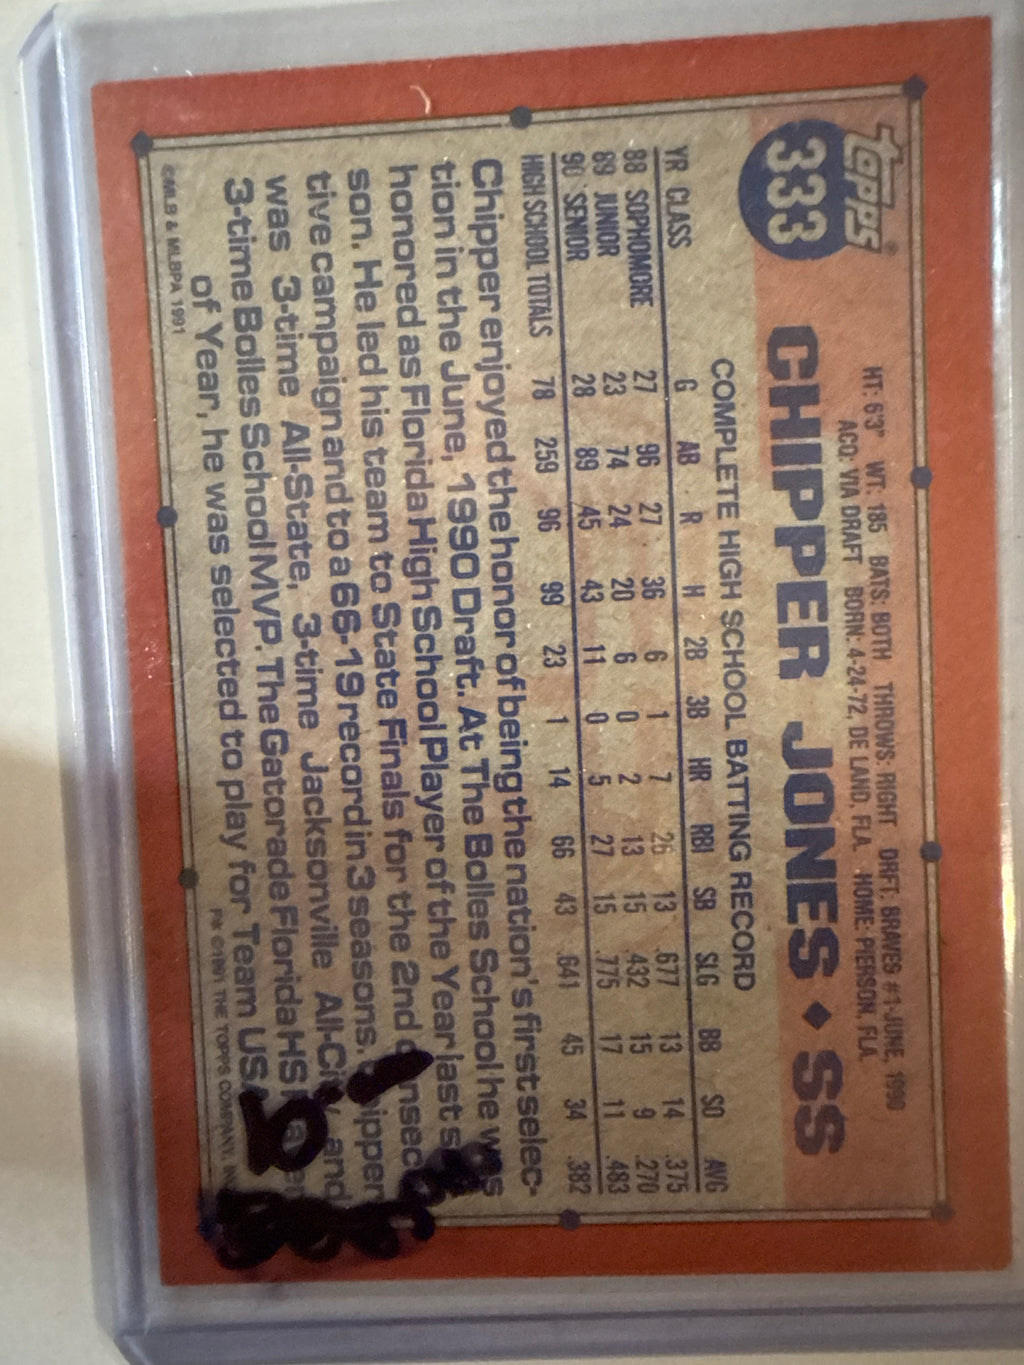 Topps®
333
HT: 6'3" WT: 185 BATS: BOTH THROWS: RIGHT DRFT: BRAVES #1-JUNE, 1990
ACQ: VIA DRAFT BORN: 4-24-72, DE LAND, FLA. HOME: PIERSON, FLA.
CHIPPER JONES ♦ SS
COMPLETE HIGH SCHOOL BATTING RECORD
YR CLASS G AB R H 2B 3B HR RBI SB SLG BB SO AVG
88 SOPHOMORE 27 96 27 36 6 1 7 26 13 .677 13 14 .375
89 JUNIOR 23 74 24 20 6 0 2 13 15 .432 15 9 .270
90 SENIOR 28 89 45 43 11 0 5 27 15 .775 17 11 .483
HIGH SCHOOL TOTALS 78 259 96 99 23 1 14 66 43 .641 45 34 .382
Chipper enjoyed the honor of being the nation's first selec-
tion in the June, 1990 Draft. At The Bolles School he was
honored as Florida High School Player of the Year last
son. He led his team to State Finals for the 2nd
tive campaign and to a 66-19 record in 3 seasons.
was 3-time All-State, 3-time Jacksonville All-City, and
3-time Bolles School MVP. The Gatorade Florida HS
of Year, he was selected to play for Team USA
©MLB & MLBPA 1991
© 1991 THE TOPPS COMPANY,